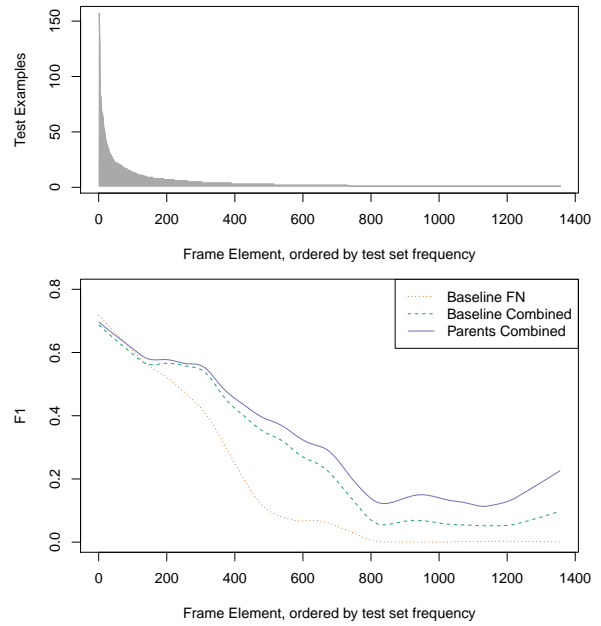 150
100
50
0
Test Examples
0 200 400 600 800 1000 1200 1400
Frame Element, ordered by test set frequency
0.8
0.6
0.4
0.2
0.0
F1
Baseline FN
Baseline Combined
Parents Combined
0 200 400 600 800 1000 1200 1400
Frame Element, ordered by test set frequency